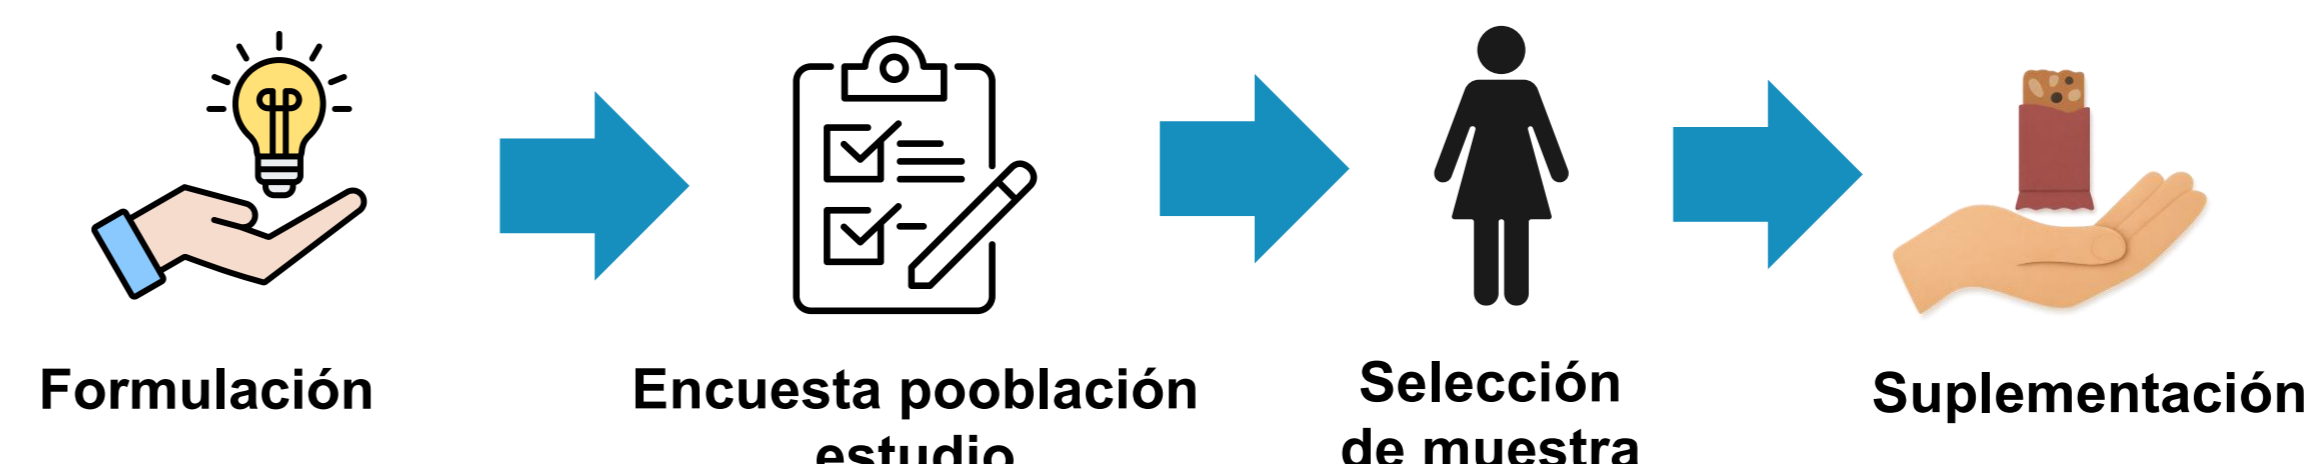 Formulación
Encuesta pooblación
estudio
Selección
de muestra
Suplementación